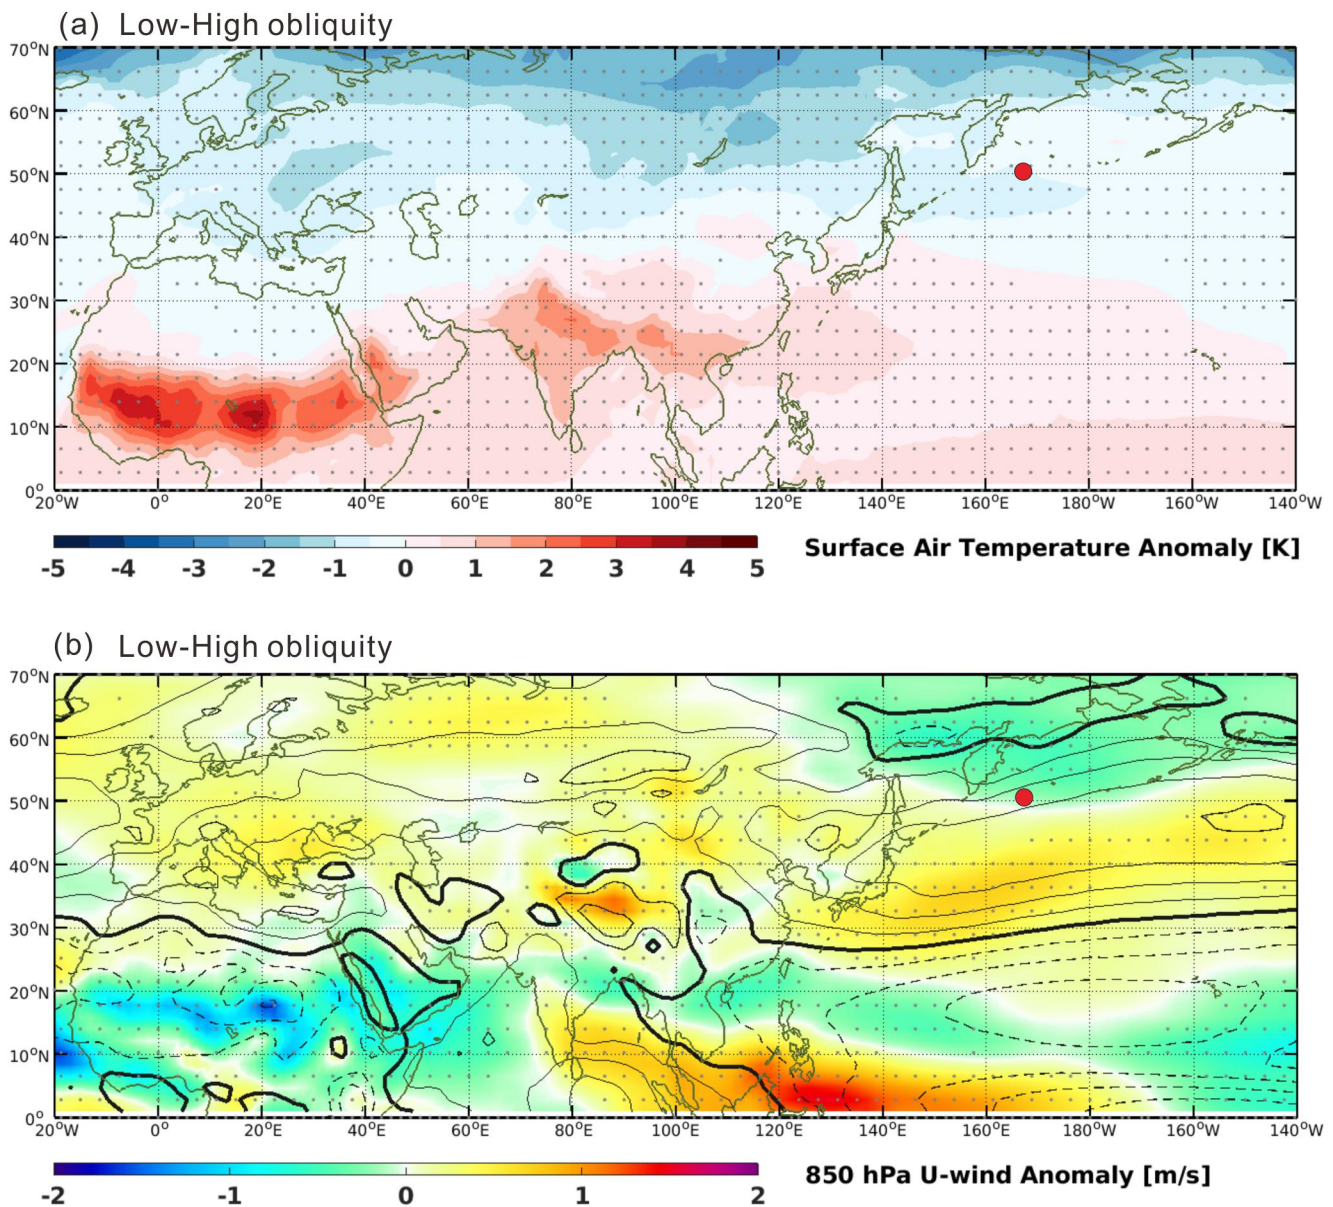 (a) Low-High obliquity
70°N
60°N
50°N
40°N
30°N
20°N
10°N
0°
20°W 0° 20°E 40°E 60°E 80°E 100°E 120°E 140°E 160°E 180°W 160°W 140°W
-5 -4 -3 -2 -1 0 1 2 3 4 5
Surface Air Temperature Anomaly [K]
(b) Low-High obliquity
70°N
60°N
50°N
40°N
30°N
20°N
10°N
0°
20°W 0° 20°E 40°E 60°E 80°E 100°E 120°E 140°E 160°E 180°W 160°W 140°W
-2 -1 0 1 2
850 hPa U-wind Anomaly [m/s]